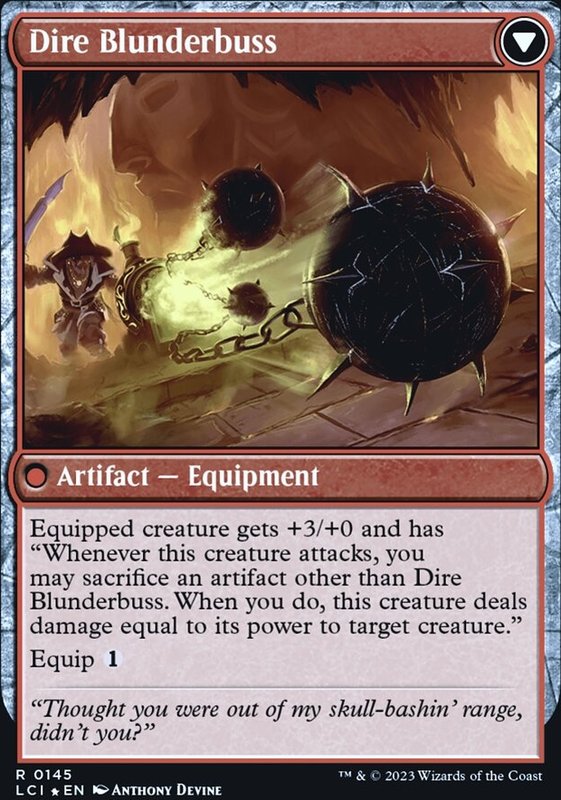 Dire Blunderbuss
Artifact — Equipment
Equipped creature gets +3/+0 and has
“Whenever this creature attacks, you
may sacrifice an artifact other than Dire
Blunderbuss. When you do, this creature deals
damage equal to its power to target creature.”
Equip 1
“Thought you were out of my skull-bashin’ range,
didn’t you?”
R 0145
LCI ★ EN Anthony Devine
™ & © 2023 Wizards of the Coast